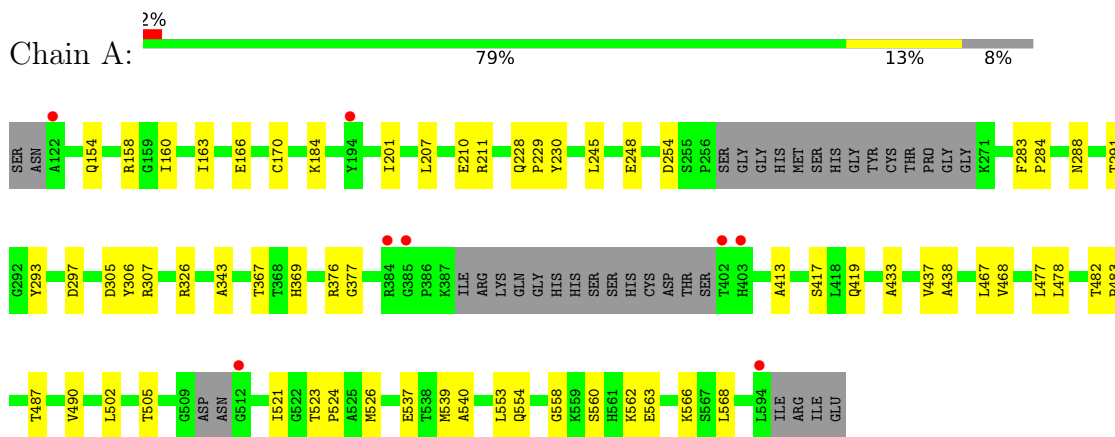 2%
Chain A:
79% 13% 8%
SER ASN A122 Q154 R158 G159 I160 I163 E166 C170 K184 Y194 I201 L207 E210 R211 Q228 P229 Y230 L245 E248 D254 S255 P256 SER GLY GLY HIS MET SER HIS GLY TYR CYS THR PRO GLY GLY K271 F283 P284 N288 T291
G292 Y293 D297 D305 Y306 R307 R326 A343 T367 T368 H369 R376 G377 R384 G385 P386 K387 ILE ARG LYS GLN GLY HIS HIS SER SER HIS CYS ASP THR SER T402 H403 A413 S417 L418 Q419 A433 V437 A438 L467 V468 L477 L478 T482
T487 V490 L502 T505 G509 ASP ASN G512 I521 G522 T523 P524 A525 M526 E537 T538 M539 A540 L553 Q554 G558 K559 S560 H561 K562 E563 K566 S567 L568 L594 ILE ARG ILE GLU